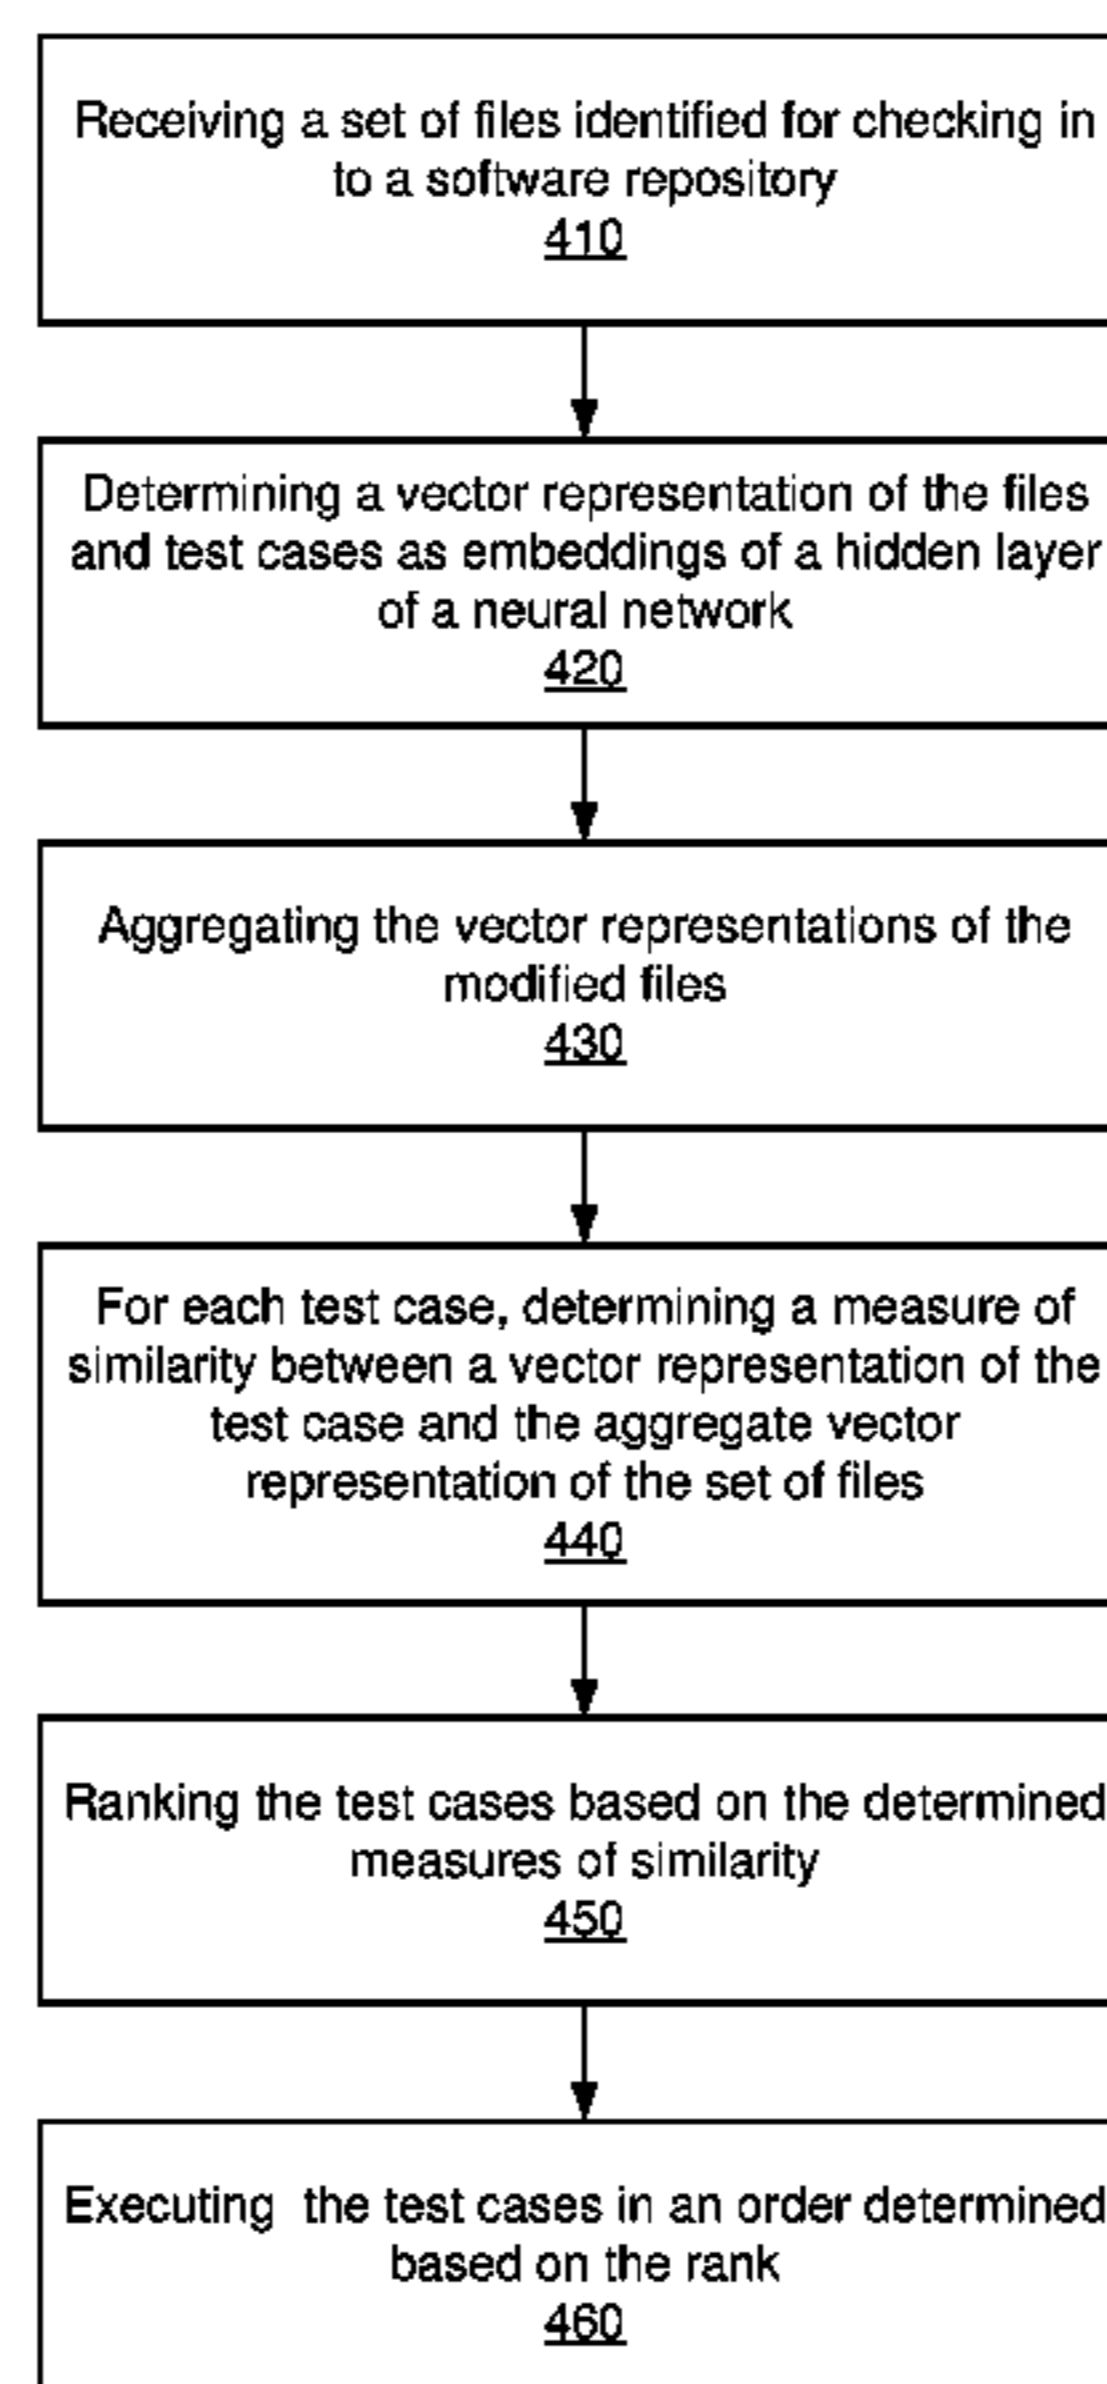 Receiving a set of files identified for checking in
to a software repository
410
Determining a vector representation of the files
and test cases as embeddings of a hidden layer
of a neural network
420
Aggregating the vector representations of the
modified files
430
For each test case, determining a measure of
similarity between a vector representation of the
test case and the aggregate vector
representation of the set of files
440
Ranking the test cases based on the determined
measures of similarity
450
Executing the test cases in an order determined
based on the rank
460